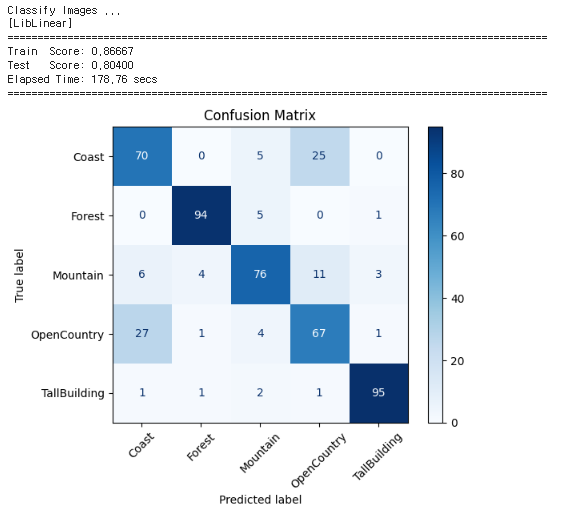 Classify Images ...
[LibLinear]
==============================================================================
Train  Score: 0.86667
Test   Score: 0.80400
Elapsed Time: 178.76 secs
==============================================================================
Confusion Matrix
Coast 70 0 5 25 0
Forest 0 94 5 0 1
Mountain 6 4 76 11 3
OpenCountry 27 1 4 67 1
TallBuilding 1 1 2 1 95
True label
Coast Forest Mountain OpenCountry TallBuilding
Predicted label
80
60
40
20
0